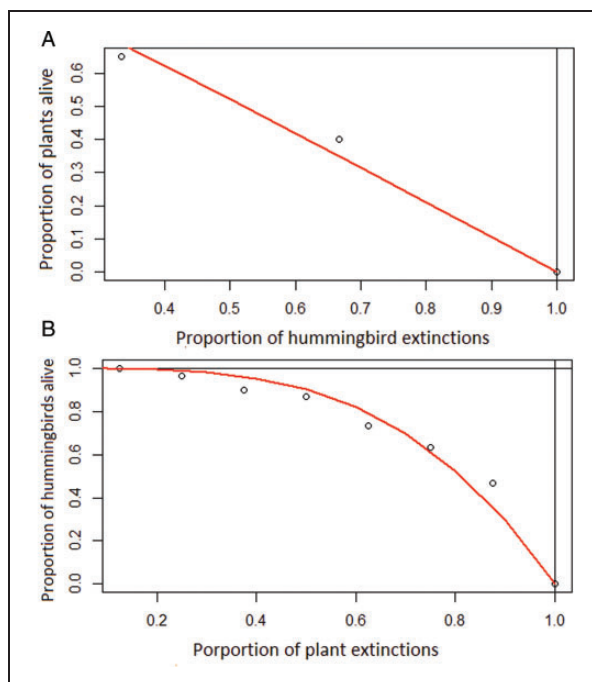 A
Proportion of plants alive
0.6
0.5
0.4
0.3
0.2
0.1
0.0
0.4 0.5 0.6 0.7 0.8 0.9 1.0
Proportion of hummingbird extinctions
B
Proportion of hummingbirds alive
1.0
0.8
0.6
0.4
0.2
0.0
0.2 0.4 0.6 0.8 1.0
Porportion of plant extinctions